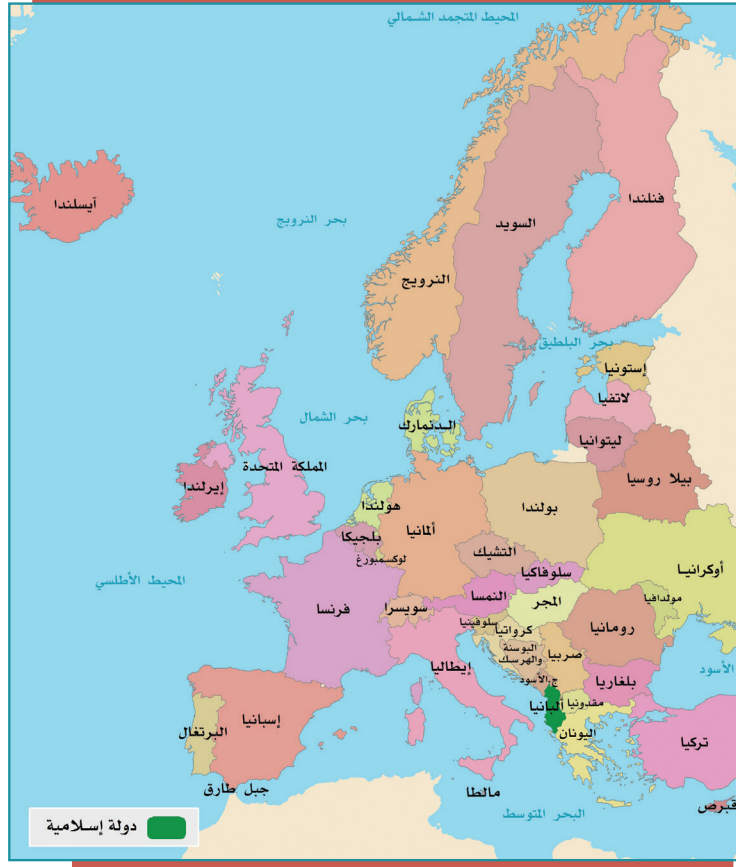 المحيط المتجمد الشمالي
آيسلندا
فنلندا
السويد
بحر النرويج
النرويج
بحر البلطيق
إستونيا
لاتفيا
بحر الشمال
الدنمارك
ليتوانيا
المملكة المتحدة
بيلا روسيا
إيرلندا
هولندا
بولندا
ألمانيا
بلجيكا
لوكسمبورغ
التشيك
أوكرانيا
سلوفاكيا
المحيط الأطلسي
النمسا
مولدافيا
المجر
فرنسا
سويسرا
سلوفينيا
كرواتيا
رومانيا
البوسنة
والهرسك
صربيا
إيطاليا
الأسود
بلغاريا
ج.الأسود
مقدونيا
ألبانيا
إسبانيا
البرتغال
اليونان
تركيا
جبل طارق
مالطا
قبرص
البحر المتوسط
دولة إسلامية